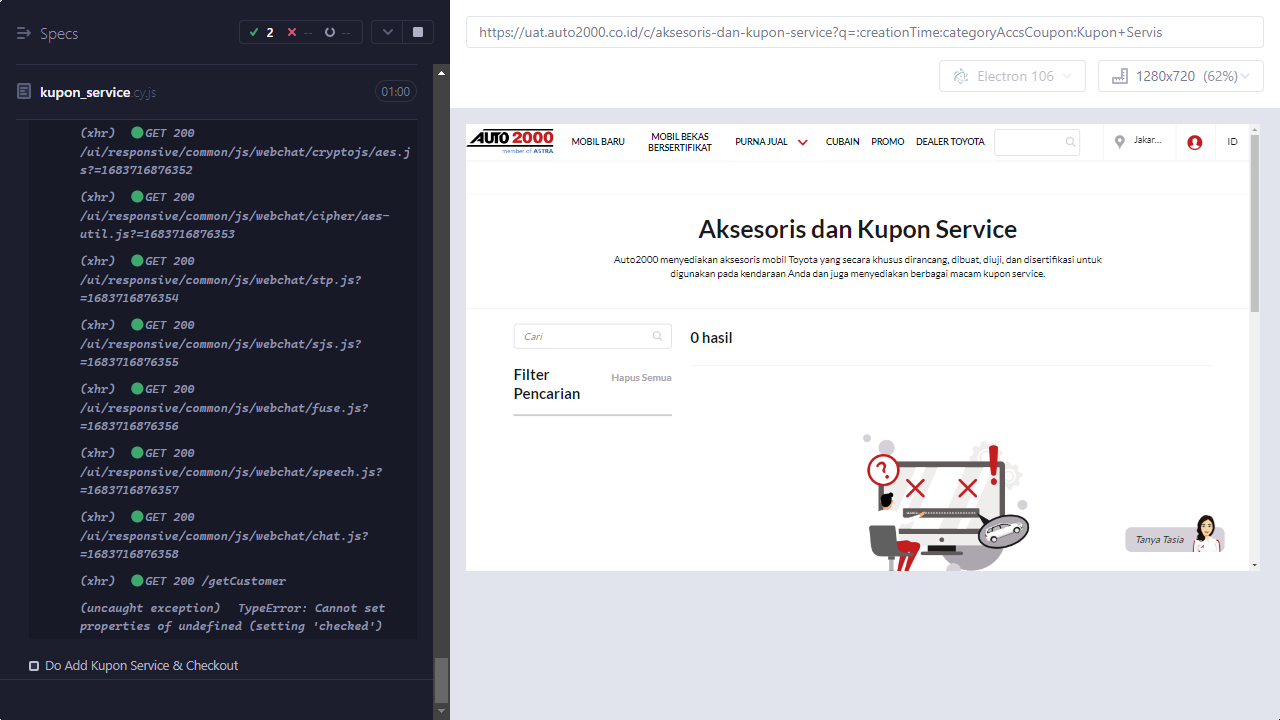 Specs
2
--
--
kupon_service.cy.js
01:00
(xhr) GET 200
/ui/responsive/common/js/webchat/cryptojs/aes.j
s?=1683716876352
(xhr) GET 200
/ui/responsive/common/js/webchat/cipher/aes-
util.js?=1683716876353
(xhr) GET 200
/ui/responsive/common/js/webchat/stp.js?
=1683716876354
(xhr) GET 200
/ui/responsive/common/js/webchat/sjs.js?
=1683716876355
(xhr) GET 200
/ui/responsive/common/js/webchat/fuse.js?
=1683716876356
(xhr) GET 200
/ui/responsive/common/js/webchat/speech.js?
=1683716876357
(xhr) GET 200
/ui/responsive/common/js/webchat/chat.js?
=1683716876358
(xhr) GET 200 /getCustomer
(uncaught exception) TypeError: Cannot set
properties of undefined (setting 'checked')
Do Add Kupon Service & Checkout
https://uat.auto2000.co.id/c/aksesoris-dan-kupon-service?q=:creationTime:categoryAccsCoupon:Kupon+Servis
Electron 106
1280x720 (62%)
AUTO 2000
member of ASTRA
MOBIL BARU
MOBIL BEKAS
BERSERTIFIKAT
PURNA JUAL
CUBAIN
PROMO
DEALER TOYOTA
Jakar...
ID
Aksesoris dan Kupon Service
Auto2000 menyediakan aksesoris mobil Toyota yang secara khusus dirancang, dibuat, diuji, dan disertifikasi untuk
digunakan pada kendaraan Anda dan juga menyediakan berbagai macam kupon service.
Cari
0 hasil
Filter
Pencarian
Hapus Semua
?
!
Tanya Tasia